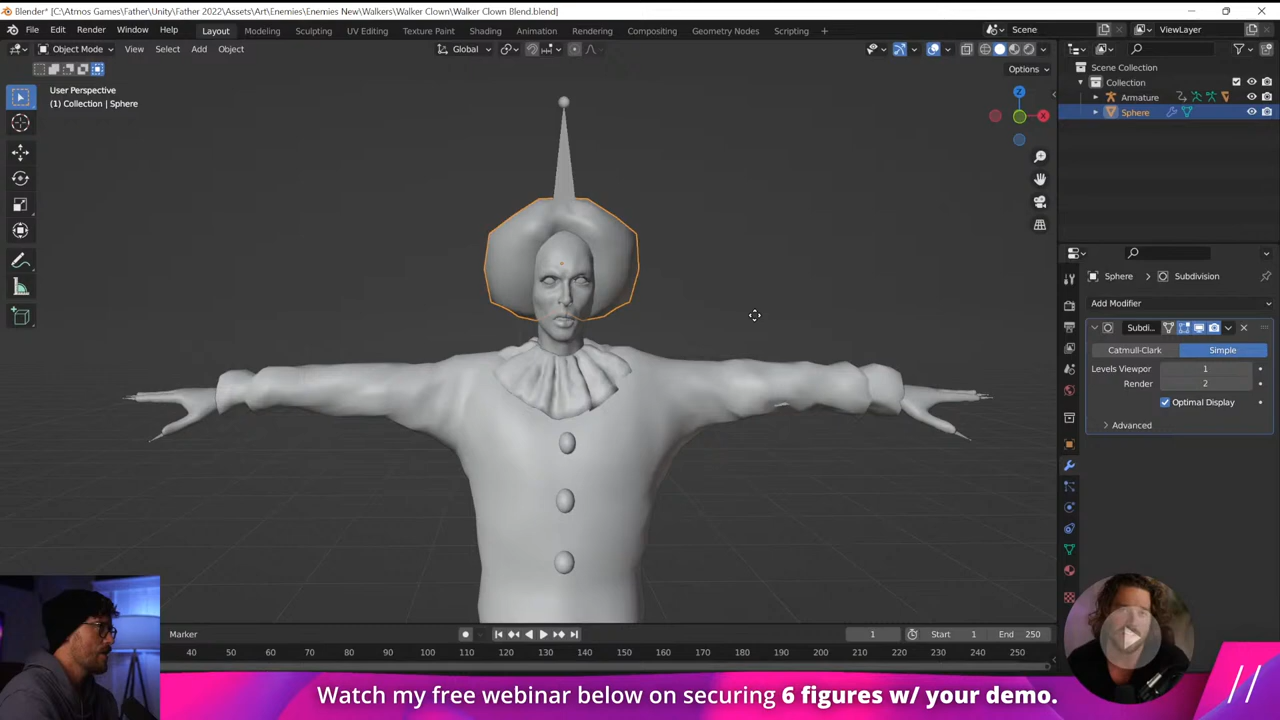 Blender* [C:\Atmos Games\Father\Unity\Father 2022\Assets\Art\Enemies\Enemies New\Walkers\Walker Clown\Walker Clown Blend.blend]
File Edit Render Window Help Layout Modeling Sculpting UV Editing Texture Paint Shading Animation Rendering Compositing Geometry Nodes Scripting + Scene ViewLayer
Object Mode View Select Add Object Global
Options
User Perspective
(1) Collection | Sphere
Z
X
Scene Collection
Collection
Armature
Sphere
Sphere > Subdivision
Add Modifier
Subdi...
Catmull-Clark Simple
Levels Viewpor 1
Render 2
Optimal Display
Advanced
Marker 1 Start 1 End 250
40 50 60 70 80 90 100 110 120 130 140 150 160 170 180 190 200 210 220 230 240 250
Watch my free webinar below on securing 6 figures w/ your demo. //